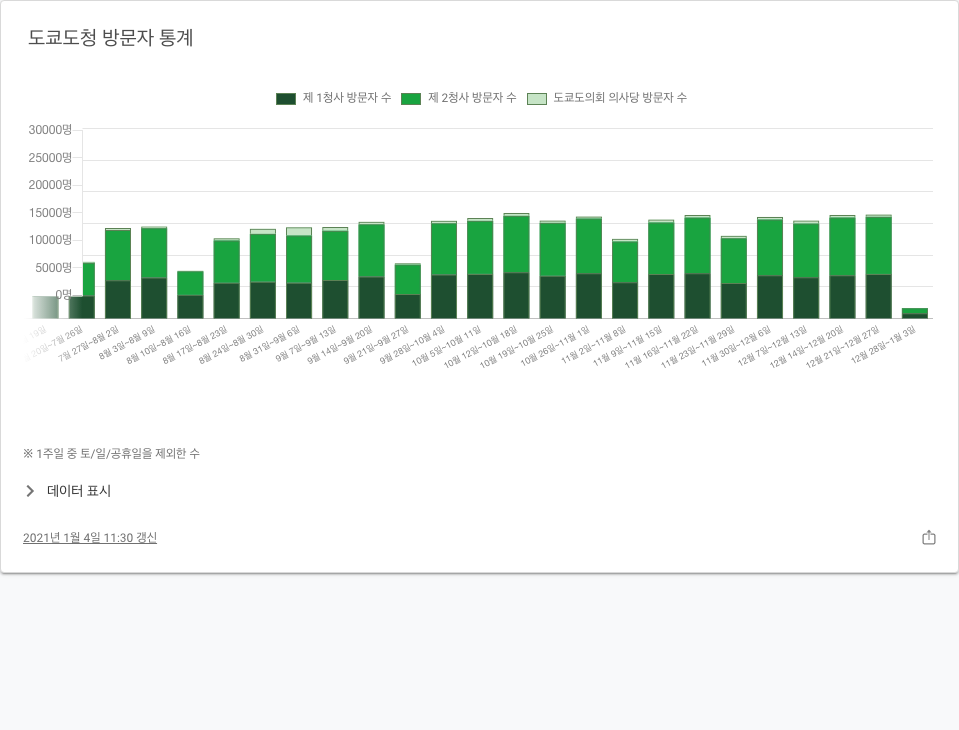 도쿄도청 방문자 통계
제 1청사 방문자 수 제 2청사 방문자 수 도쿄도의회 의사당 방문자 수
30000명
25000명
20000명
15000명
10000명
5000명
0명
20일~7월 26일
7월 27일~8월 2일
8월 3일~8월 9일
8월 10일~8월 16일
8월 17일~8월 23일
8월 24일~8월 30일
8월 31일~9월 6일
9월 7일~9월 13일
9월 14일~9월 20일
9월 21일~9월 27일
9월 28일~10월 4일
10월 5일~10월 11일
10월 12일~10월 18일
10월 19일~10월 25일
10월 26일~11월 1일
11월 2일~11월 8일
11월 9일~11월 15일
11월 16일~11월 22일
11월 23일~11월 29일
11월 30일~12월 6일
12월 7일~12월 13일
12월 14일~12월 20일
12월 21일~12월 27일
12월 28일~1월 3일
※ 1주일 중 토/일/공휴일을 제외한 수
데이터 표시
2021년 1월 4일 11:30 갱신